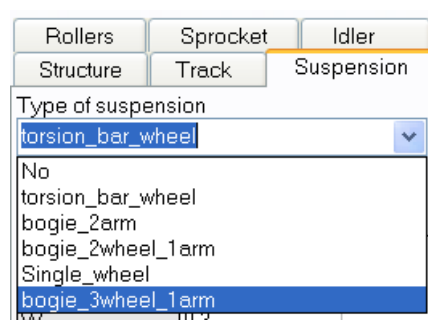 Rollers Sprocket Idler
Structure Track Suspension
Type of suspension
torsion_bar_wheel
No
torsion_bar_wheel
bogie_2arm
bogie_2wheel_1arm
Single_wheel
bogie_3wheel_1arm